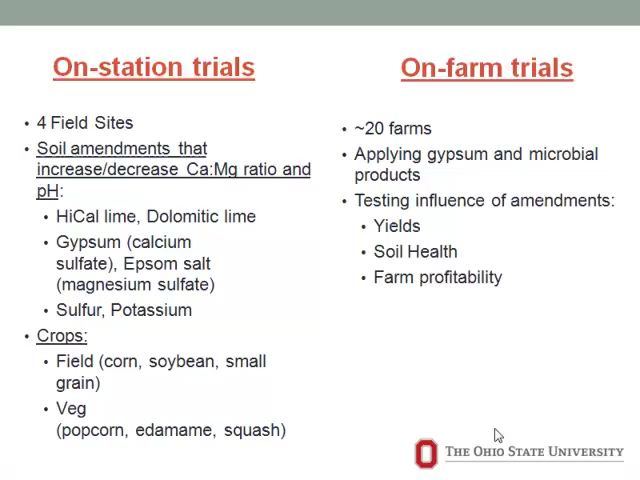 On-station trials
4 Field Sites
Soil amendments that
increase/decrease Ca:Mg ratio and
pH:
HiCal lime, Dolomitic lime
Gypsum (calcium
sulfate), Epsom salt
(magnesium sulfate)
Sulfur, Potassium
Crops:
Field (corn, soybean, small
grain)
Veg
(popcorn, edamame, squash)
On-farm trials
~20 farms
Applying gypsum and microbial
products
Testing influence of amendments:
Yields
Soil Health
Farm profitability
THE OHIO STATE UNIVERSITY